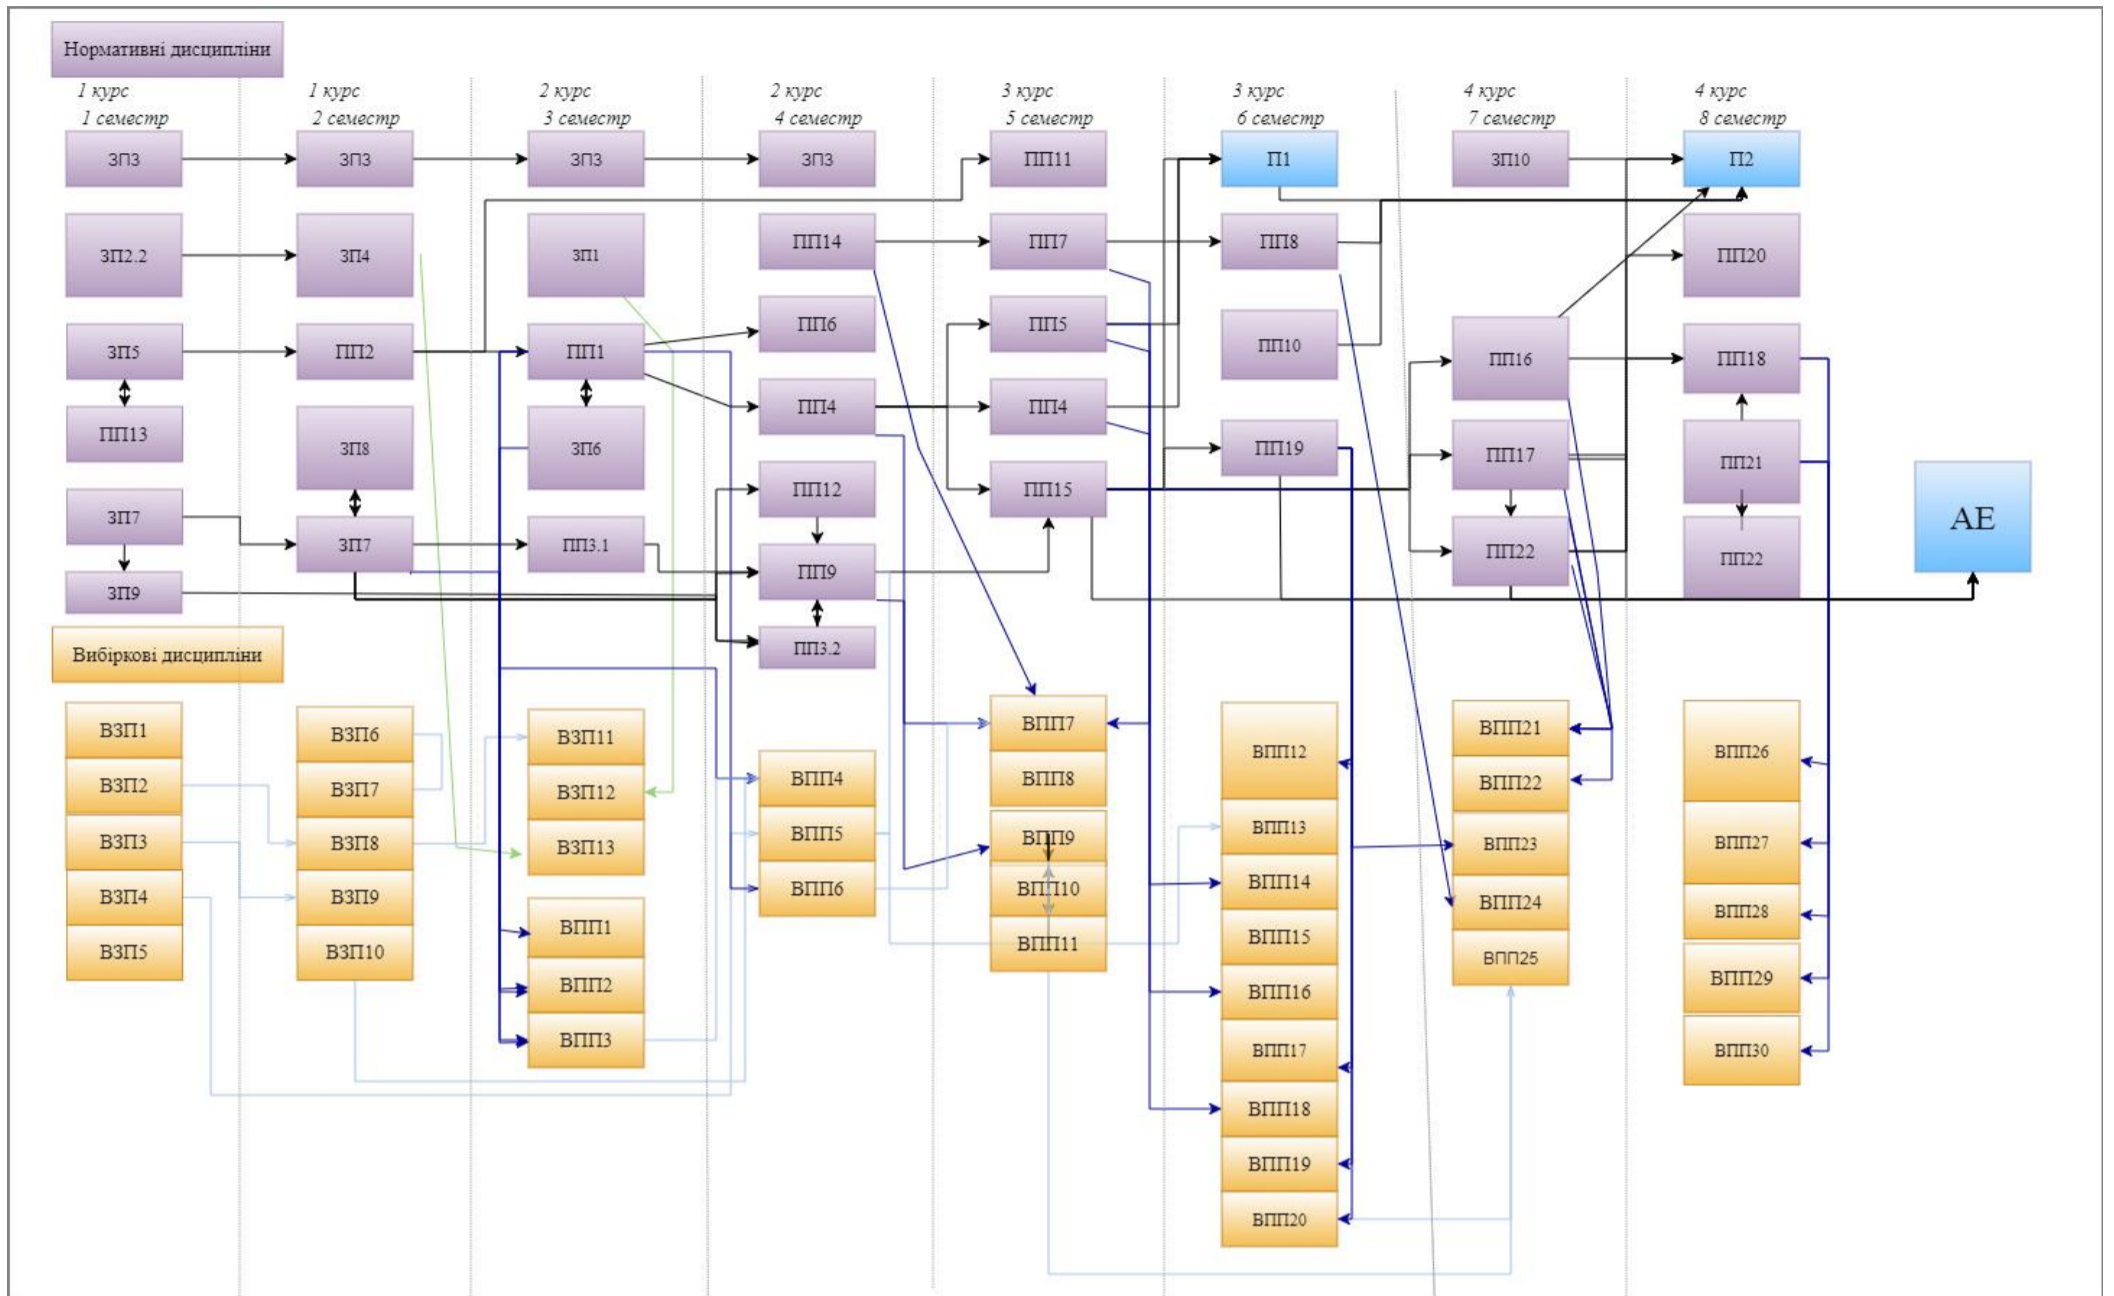 Нормативні дисципліни
1 курс
1 семестр
1 курс
2 семестр
2 курс
3 семестр
2 курс
4 семестр
3 курс
5 семестр
3 курс
6 семестр
4 курс
7 семестр
4 курс
8 семестр
ЗП3
ЗП3
ЗП3
ЗП3
ПП11
П1
ЗП10
П2
ЗП2.2
ЗП4
ЗП1
ПП14
ПП7
ПП8
ПП20
ЗП5
ПП2
ПП1
ПП6
ПП5
ПП10
ПП16
ПП18
ПП13
ЗП8
ЗП6
ПП4
ПП4
ПП19
ПП17
ПП21
ЗП7
ЗП7
ПП3.1
ПП12
ПП15
ПП22
ПП22
АЕ
ЗП9
ПП9
ПП3.2
Вибіркові дисципліни
ВЗП1
ВЗП2
ВЗП3
ВЗП4
ВЗП5
ВЗП6
ВЗП7
ВЗП8
ВЗП9
ВЗП10
ВЗП11
ВЗП12
ВЗП13
ВПП1
ВПП2
ВПП3
ВПП4
ВПП5
ВПП6
ВПП7
ВПП8
ВПП9
ВПП10
ВПП11
ВПП12
ВПП13
ВПП14
ВПП15
ВПП16
ВПП17
ВПП18
ВПП19
ВПП20
ВПП21
ВПП22
ВПП23
ВПП24
ВПП25
ВПП26
ВПП27
ВПП28
ВПП29
ВПП30